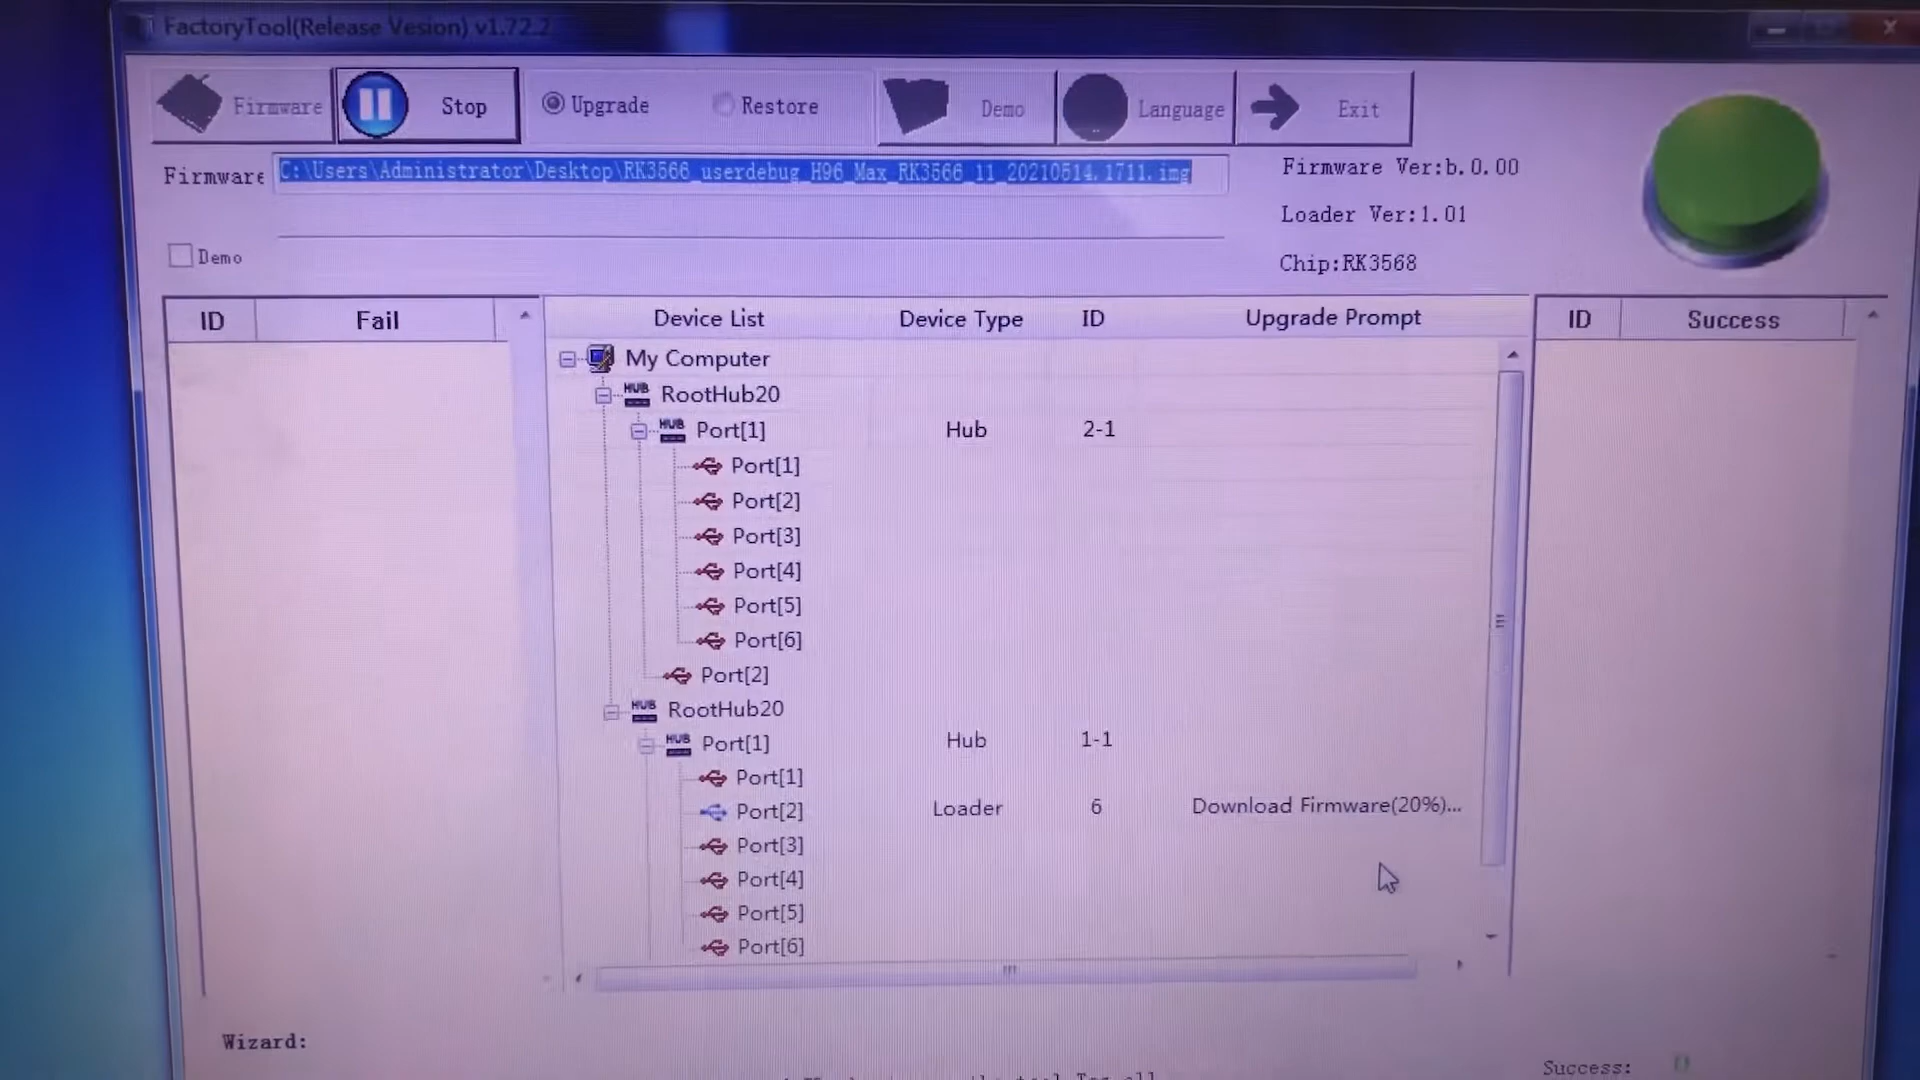 FactoryTool(Release Vesion) v1.72.2
Firmware Stop Upgrade Restore Demo Language Exit
Firmware C:\Users\Administrator\Desktop\RK3566_userdebug_H96_Max_RK3566_11_20210514.1711.img
Firmware Ver:b.0.00
Loader Ver:1.01
Demo
Chip:RK3568
ID Fail Device List Device Type ID Upgrade Prompt ID Success
My Computer
HUB RootHub20
HUB Port[1] Hub 2-1
Port[1]
Port[2]
Port[3]
Port[4]
Port[5]
Port[6]
Port[2]
HUB RootHub20
HUB Port[1] Hub 1-1
Port[1]
Port[2] Loader 6 Download Firmware(20%)...
Port[3]
Port[4]
Port[5]
Port[6]
Wizard:
Success: